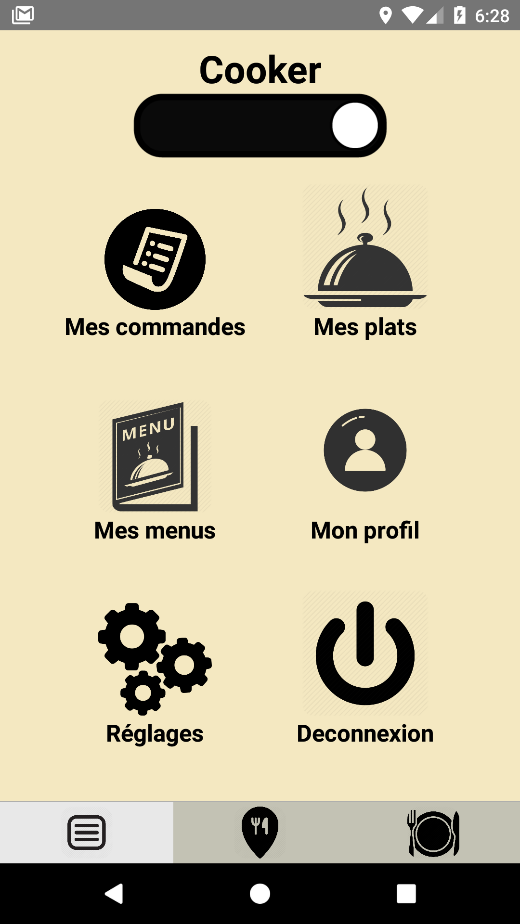 6:28
Cooker
Mes commandes
Mes plats
MENU
Mes menus
Mon profil
Réglages
Deconnexion